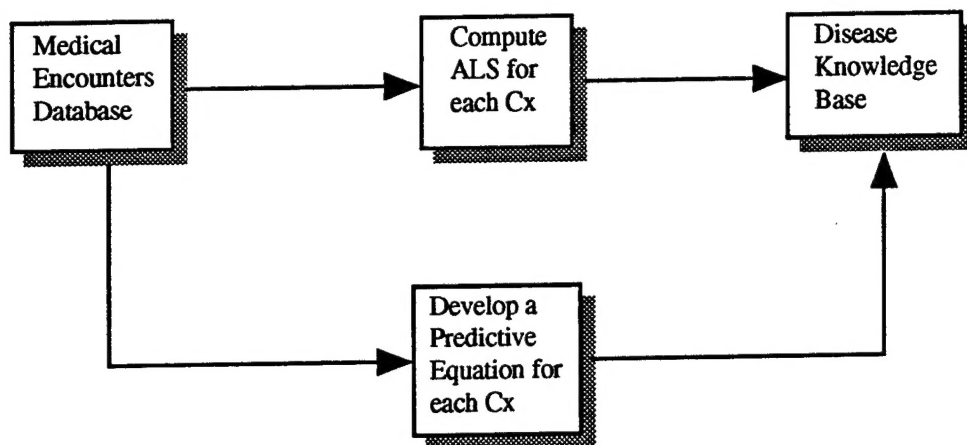 Medical
Encounters
Database
Compute
ALS for
each Cx
Disease
Knowledge
Base
Develop a
Predictive
Equation for
each Cx